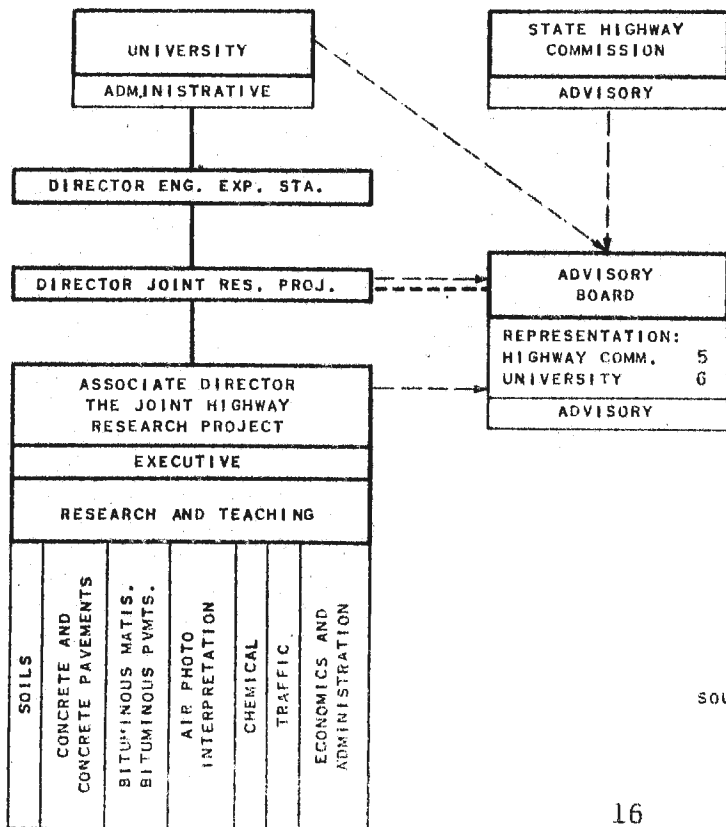 UNIVERSITY
ADMINISTRATIVE
STATE HIGHWAY
COMMISSION
ADVISORY
DIRECTOR ENG. EXP. STA.
DIRECTOR JOINT RES. PROJ.
ADVISORY
BOARD
REPRESENTATION:
HIGHWAY COMM. 5
UNIVERSITY 6
ADVISORY
ASSOCIATE DIRECTOR
THE JOINT HIGHWAY
RESEARCH PROJECT
EXECUTIVE
RESEARCH AND TEACHING
SOILS
CONCRETE AND
CONCRETE PAVEMENTS
BITUMINOUS MATIS.
BITUMINOUS PVMTS.
AIR PHOTO
INTERPRETATION
CHEMICAL
TRAFFIC
ECONOMICS AND
ADMINISTRATION
sou
16